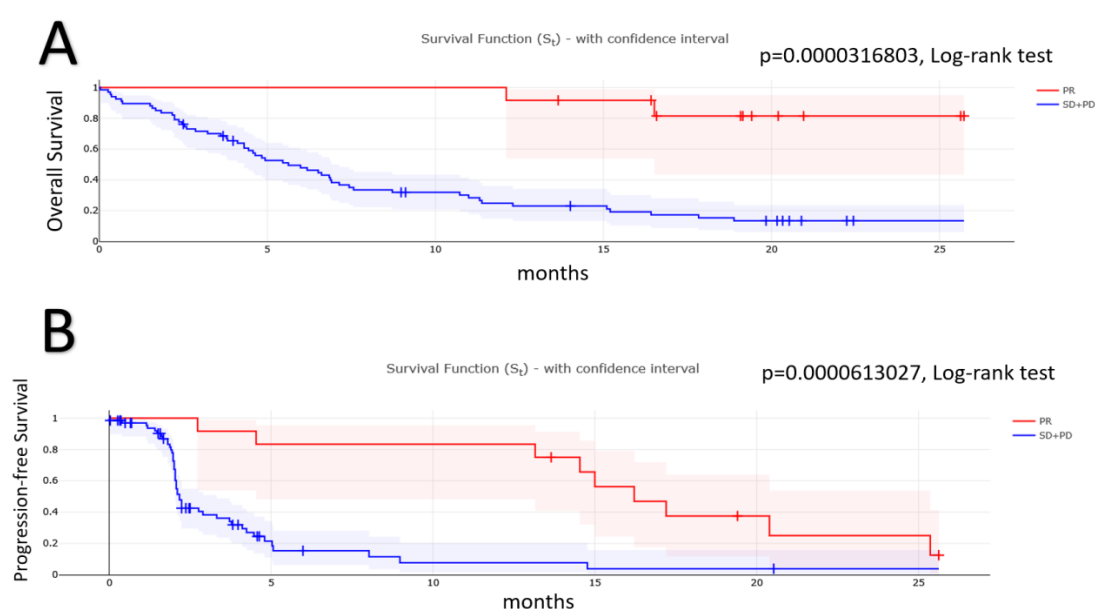 A
Survival Function (St) - with confidence interval
p=0.0000316803, Log-rank test
PR
SD+PD
Overall Survival
1
0.8
0.6
0.4
0.2
0
0 5 10 15 20 25
months
B
Survival Function (St) - with confidence interval
p=0.0000613027, Log-rank test
PR
SD+PD
Progression-free Survival
1
0.8
0.6
0.4
0.2
0
0 5 10 15 20 25
months